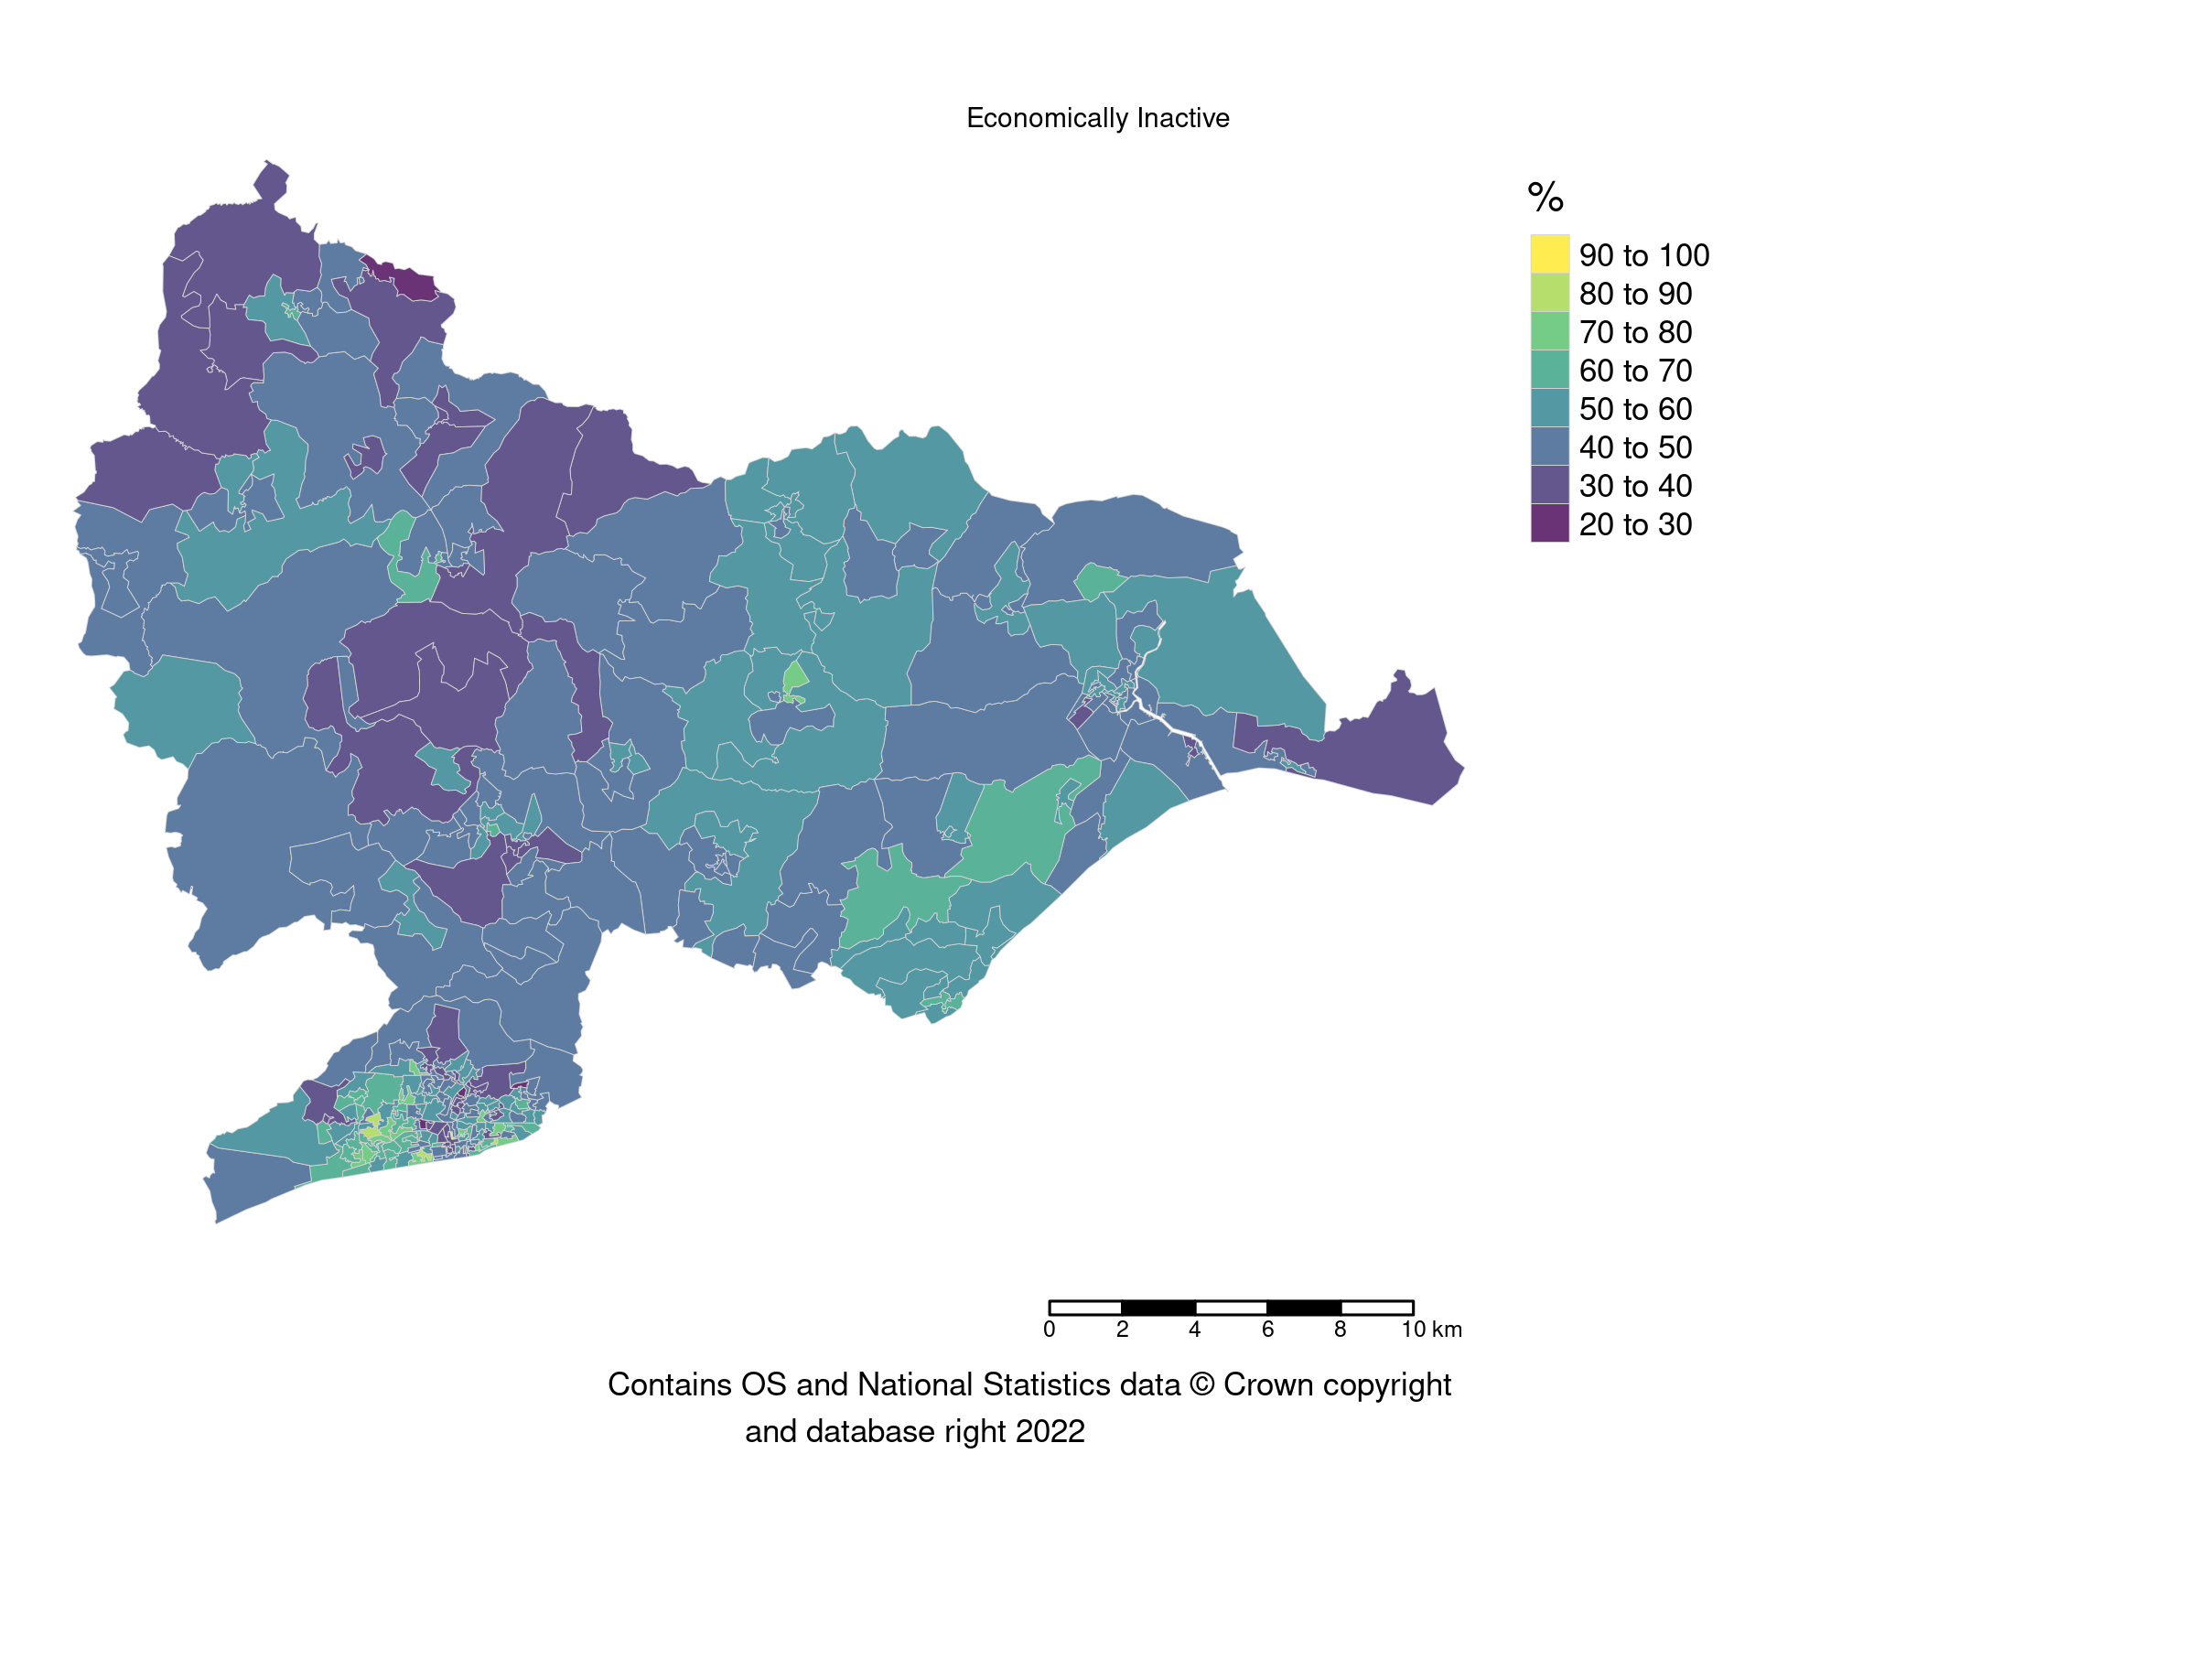 Economically Inactive
%
90 to 100
80 to 90
70 to 80
60 to 70
50 to 60
40 to 50
30 to 40
20 to 30
0 2 4 6 8 10 km
Contains OS and National Statistics data © Crown copyright
and database right 2022